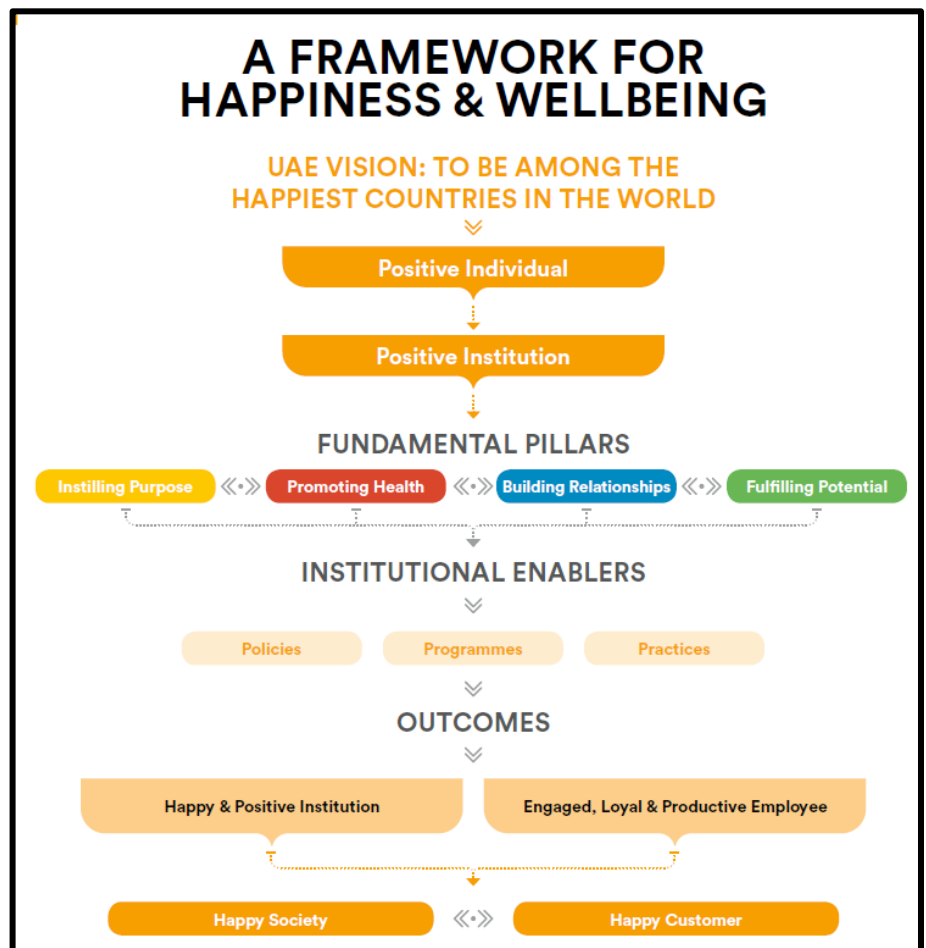 A FRAMEWORK FOR
HAPPINESS & WELLBEING
UAE VISION: TO BE AMONG THE
HAPPIEST COUNTRIES IN THE WORLD
Positive Individual
Positive Institution
FUNDAMENTAL PILLARS
Instilling Purpose
Promoting Health
Building Relationships
Fulfilling Potential
INSTITUTIONAL ENABLERS
Policies
Programmes
Practices
OUTCOMES
Happy & Positive Institution
Engaged, Loyal & Productive Employee
Happy Society
Happy Customer